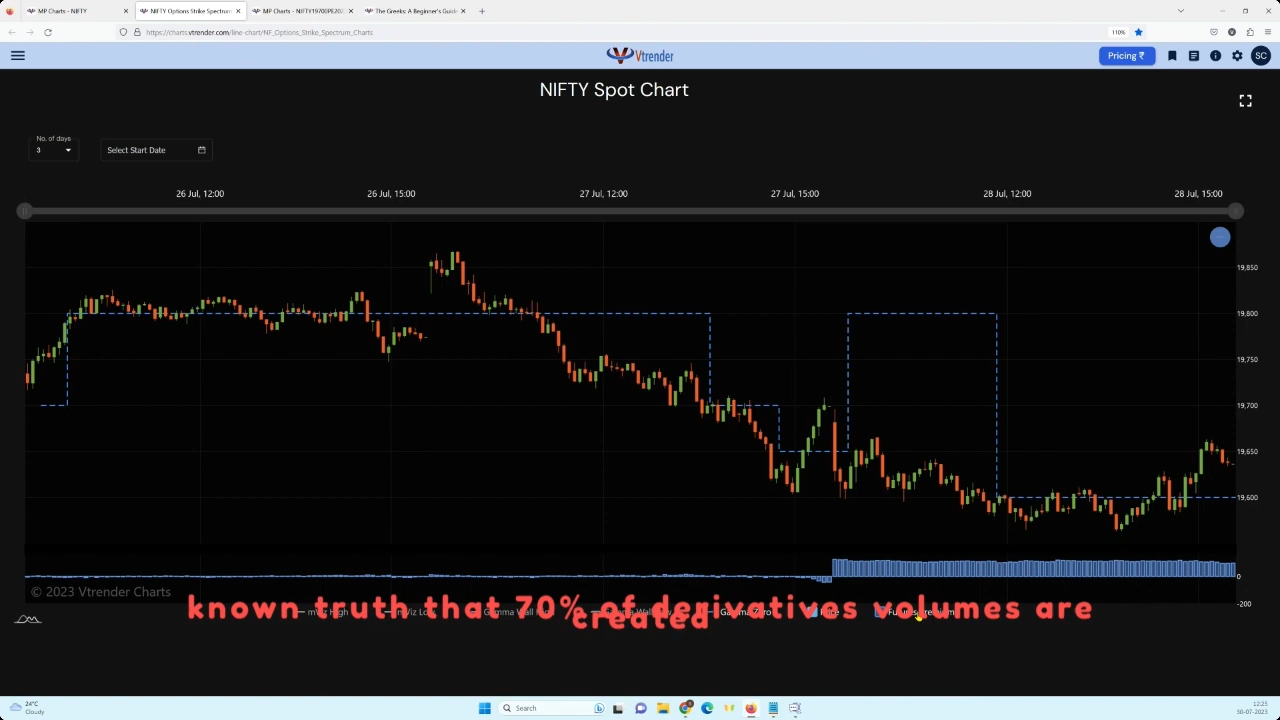 MP Charts - NIFTY
NIFTY Options Strike Spectrum
MP Charts - NIFTY19700PE202
The Greeks: A Beginner's Guide
https://charts.vtrender.com/line-chart/NF_Options_Strike_Spectrum_Charts
110%
Vtrender
Pricing ₹
SC
NIFTY Spot Chart
No. of days
3
Select Start Date
26 Jul, 12:00
26 Jul, 15:00
27 Jul, 12:00
27 Jul, 15:00
28 Jul, 12:00
28 Jul, 15:00
19,850
19,800
19,750
19,700
19,650
19,600
0
-200
© 2023 Vtrender Charts
known truth that 70% of derivatives volumes are
created
24°C
Cloudy
Search
12:25
30-07-2023